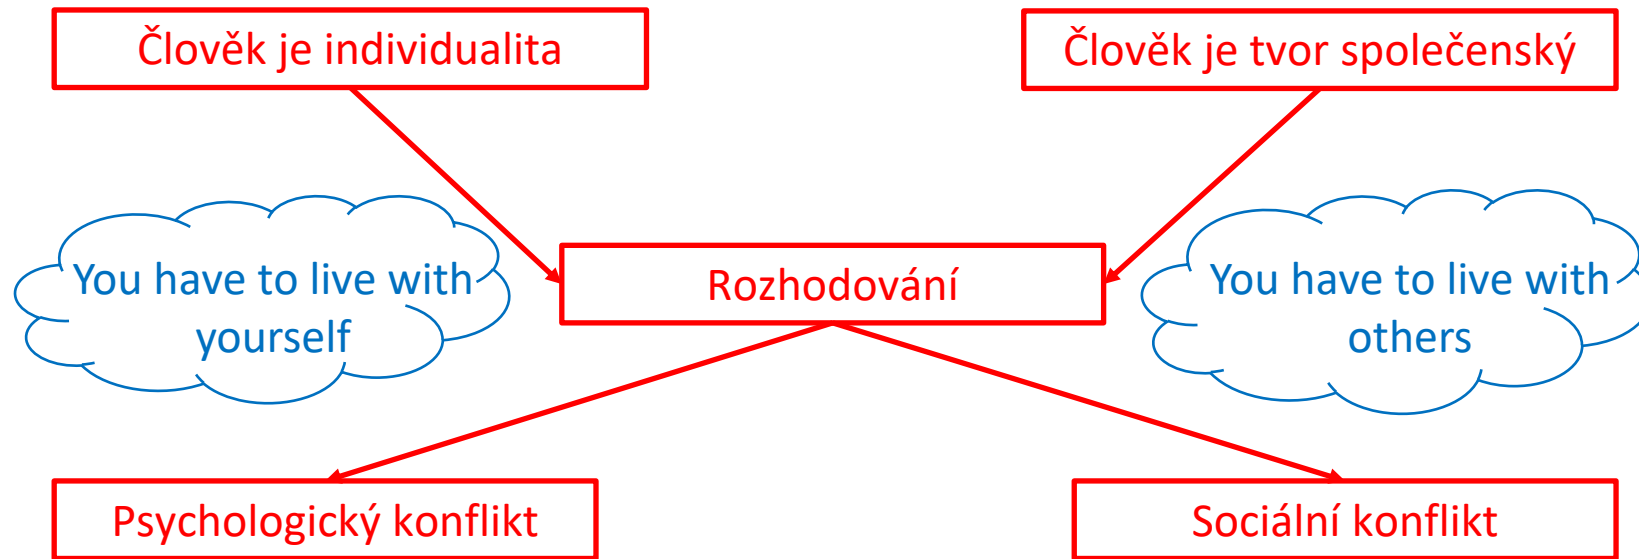 Člověk je individualita
Člověk je tvor společenský
You have to live with
yourself
Rozhodování
You have to live with
others
Psychologický konflikt
Sociální konflikt